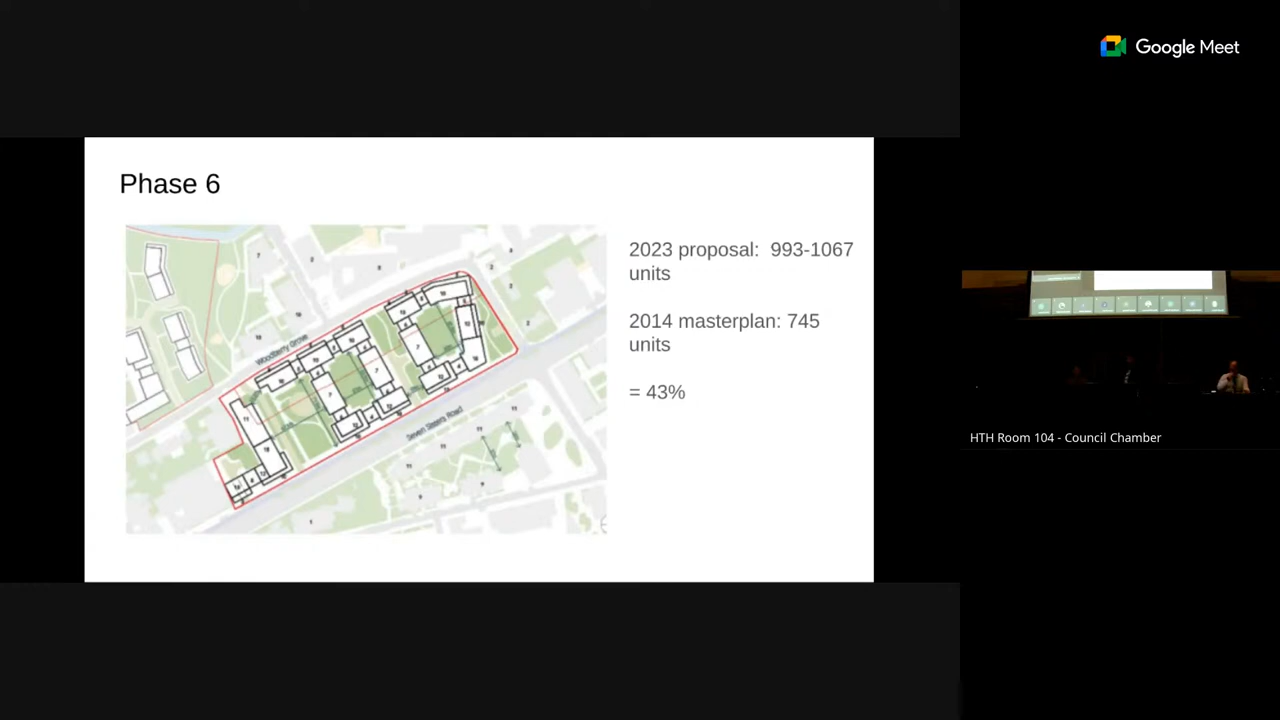 Google Meet
Phase 6
2023 proposal:  993-1067
units
2014 masterplan: 745
units
= 43%
Woodberry Grove
Seven Sisters Road
HTH Room 104 - Council Chamber